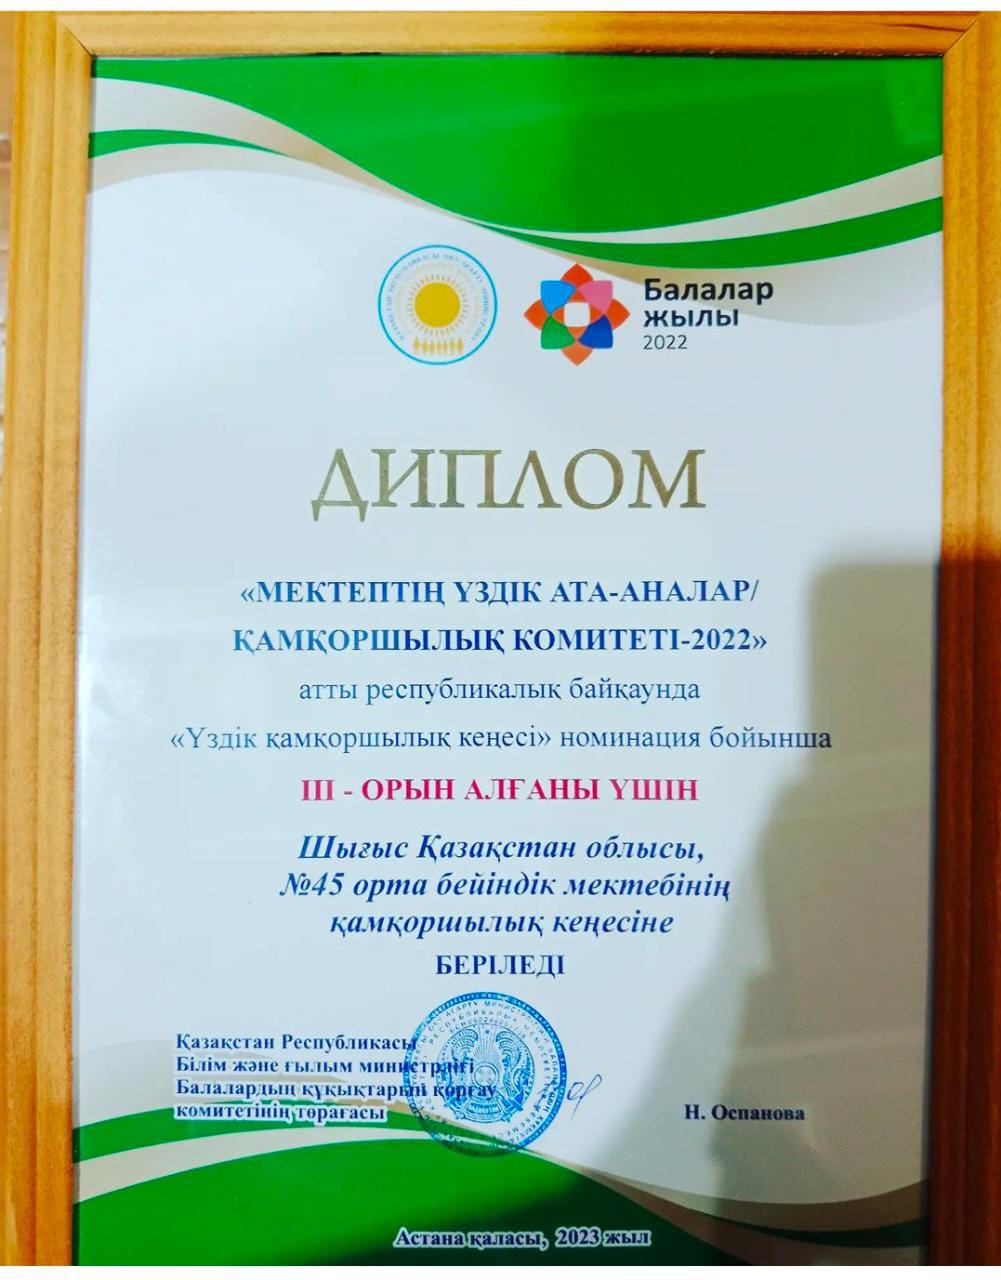 Балалар
жылы
2022
ДИПЛОМ
«МЕКТЕПТІҢ ҮЗДІК АТА-АНАЛАР/
ҚАМҚОРШЫЛЫҚ КОМИТЕТІ-2022»
атты республикалық байқаунда
«Үздік қамқоршылық кеңесі» номинация бойынша
III - ОРЫН АЛҒАНЫ ҮШІН
Шығыс Қазақстан облысы,
№45 орта бейіндік мектебінің
қамқоршылық кеңесіне
БЕРІЛЕДІ
Қазақстан Республикасы
Білім және ғылым министрлігі
Балалардың құқықтарын қорғау
комитетінің төрағасы
Н. Оспанова
Астана қаласы, 2023 жыл